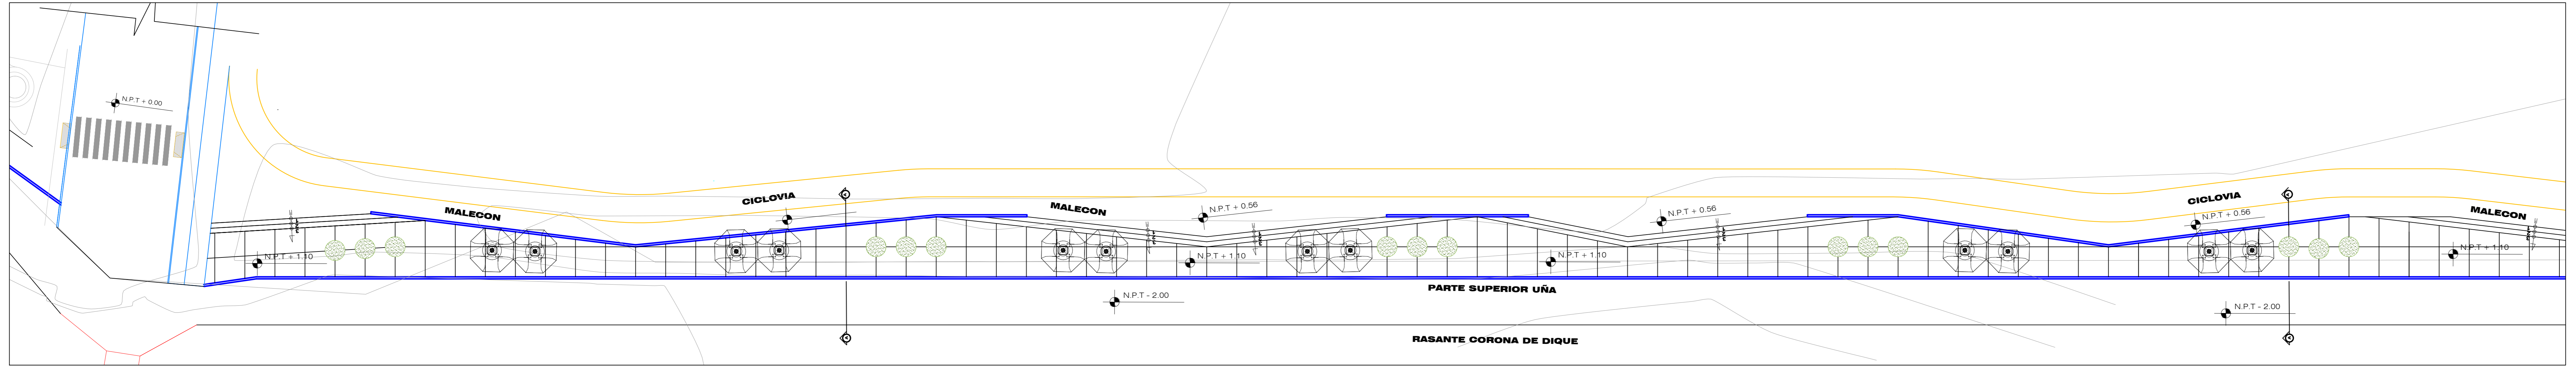 N.P.T + 0.00
MALECON
CICLOVIA
MALECON
N.P.T + 0.56
N.P.T + 0.56
CICLOVIA
N.P.T + 0.56
MALECON
N.P.T + 1.10
N.P.T + 1.10
N.P.T + 1.10
N.P.T + 1.10
N.P.T - 2.00
PARTE SUPERIOR UÑA
N.P.T - 2.00
RASANTE CORONA DE DIQUE